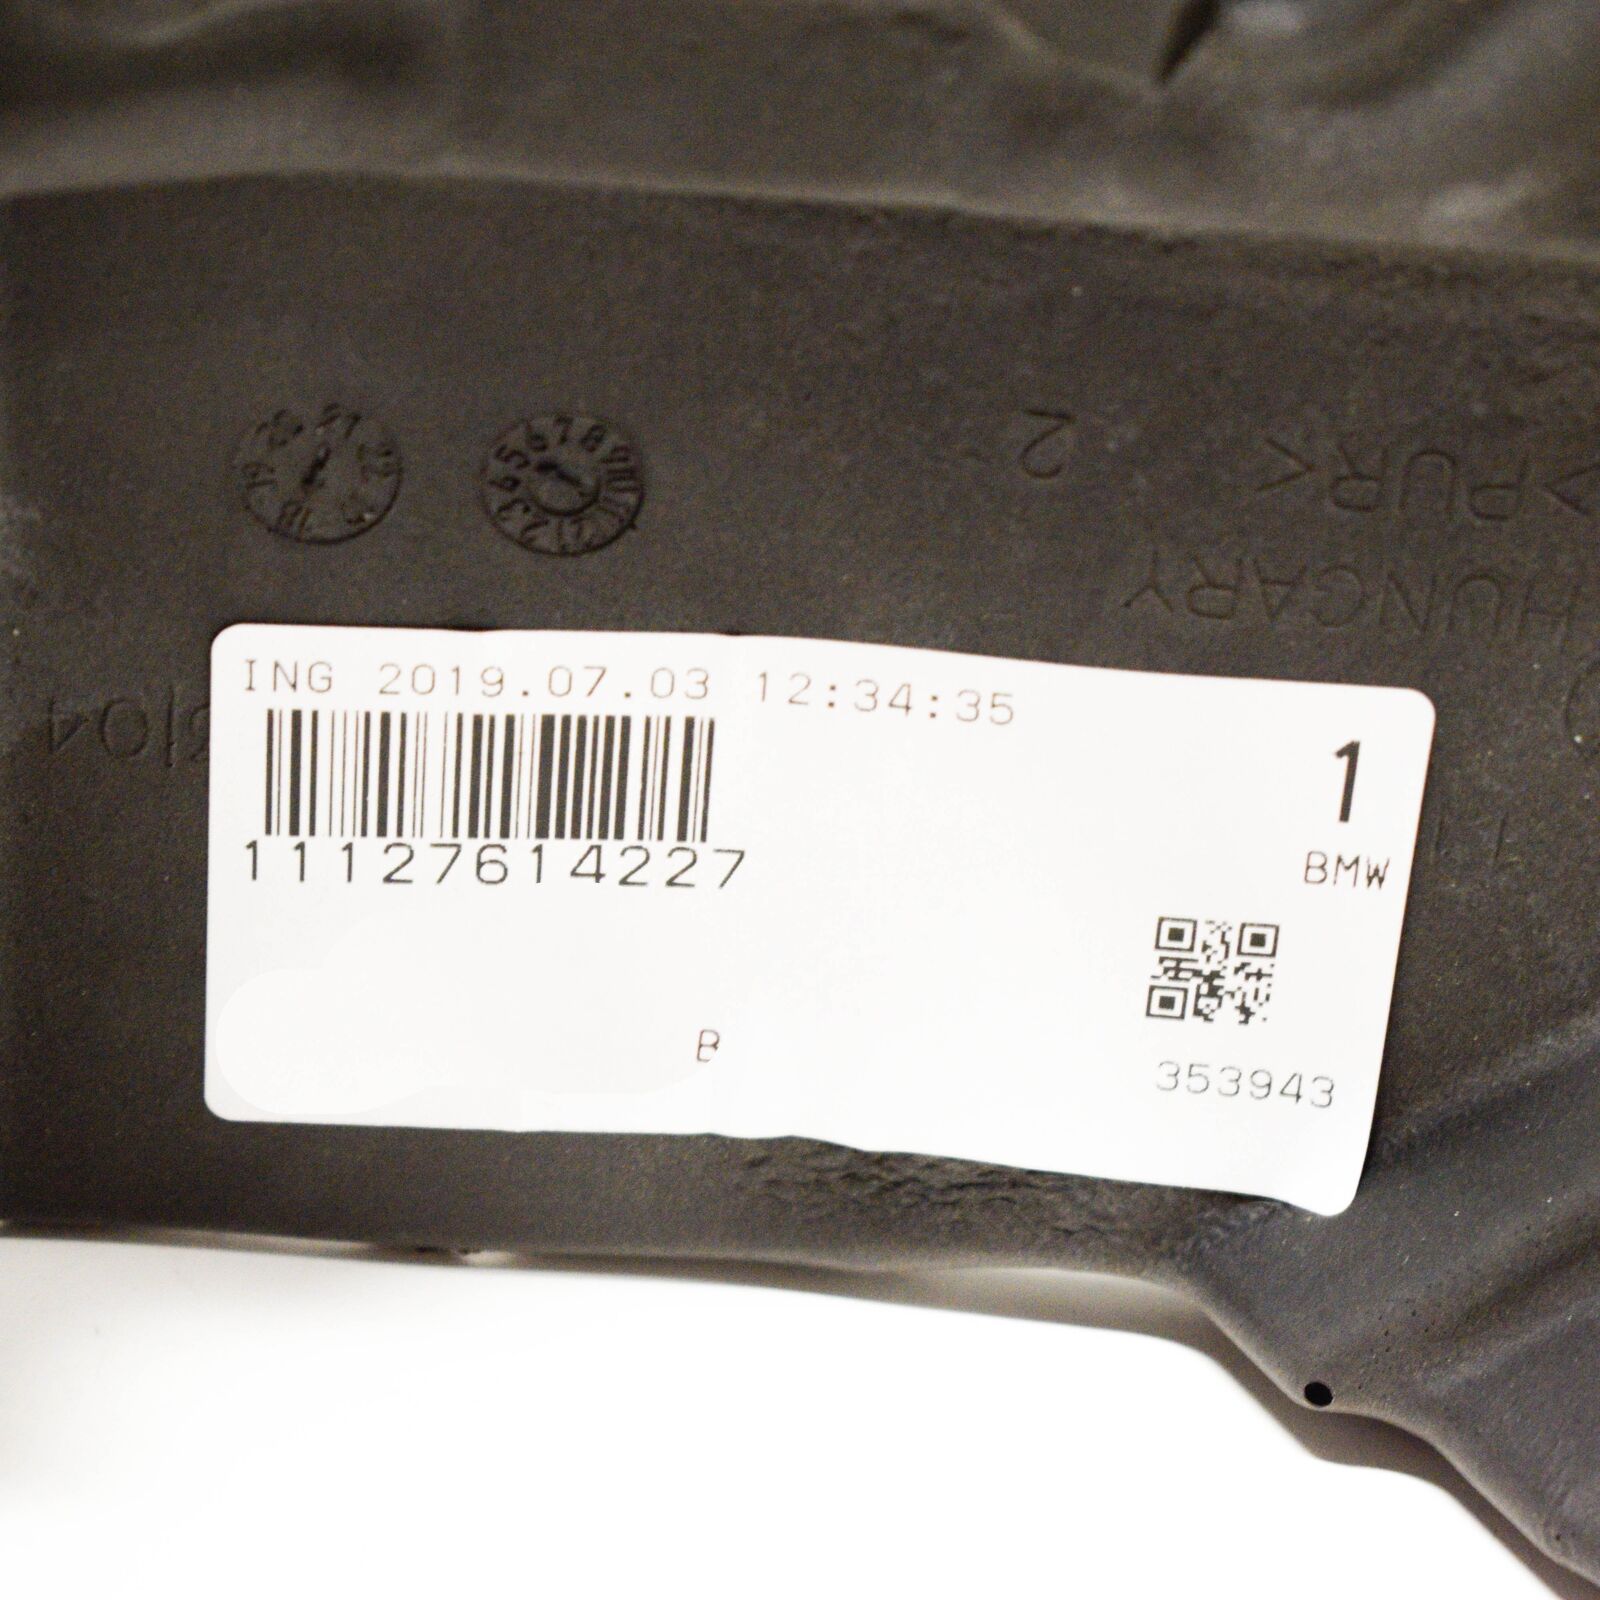 2
>PUR<
HUNGARY
ING 2019.07.03 12:34:35
1
11127614227
BMW
B
353943